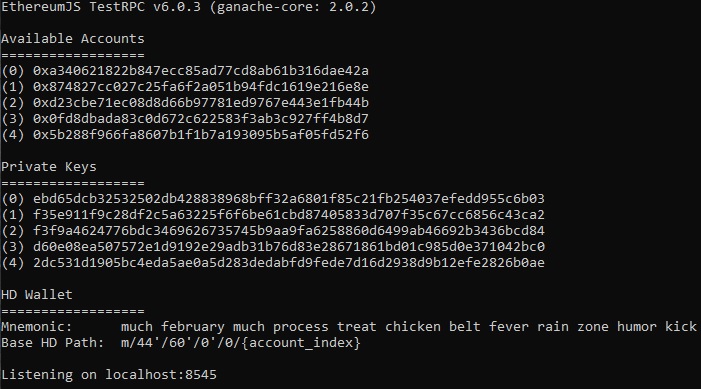 EthereumJS TestRPC v6.0.3 (ganache-core: 2.0.2)
Available Accounts
==================
(0) 0xa340621822b847ecc85ad77cd8ab61b316dae42a
(1) 0x874827cc027c25fa6f2a051b94fdc1619e216e8e
(2) 0xd23cbe71ec08d8d66b97781ed9767e443e1fb44b
(3) 0x0fd8dbada83c0d672c622583f3ab3c927ff4b8d7
(4) 0x5b288f966fa8607b1f1b7a193095b5af05fd52f6
Private Keys
==================
(0) ebd65dcb32532502db428838968bff32a6801f85c21fb254037efedd955c6b03
(1) f35e911f9c28df2c5a63225f6f6be61cbd87405833d707f35c67cc6856c43ca2
(2) f3f9a4624776bdc3469626735745b9aa9fa6258860d6499ab46692b3436bcd84
(3) d60e08ea507572e1d9192e29adb31b76d83e28671861bd01c985d0e371042bc0
(4) 2dc531d1905bc4eda5ae0a5d283dedabfd9fede7d16d2938d9b12efe2826b0ae
HD Wallet
==================
Mnemonic:      much february much process treat chicken belt fever rain zone humor kick
Base HD Path:  m/44'/60'/0'/0/{account_index}
Listening on localhost:8545